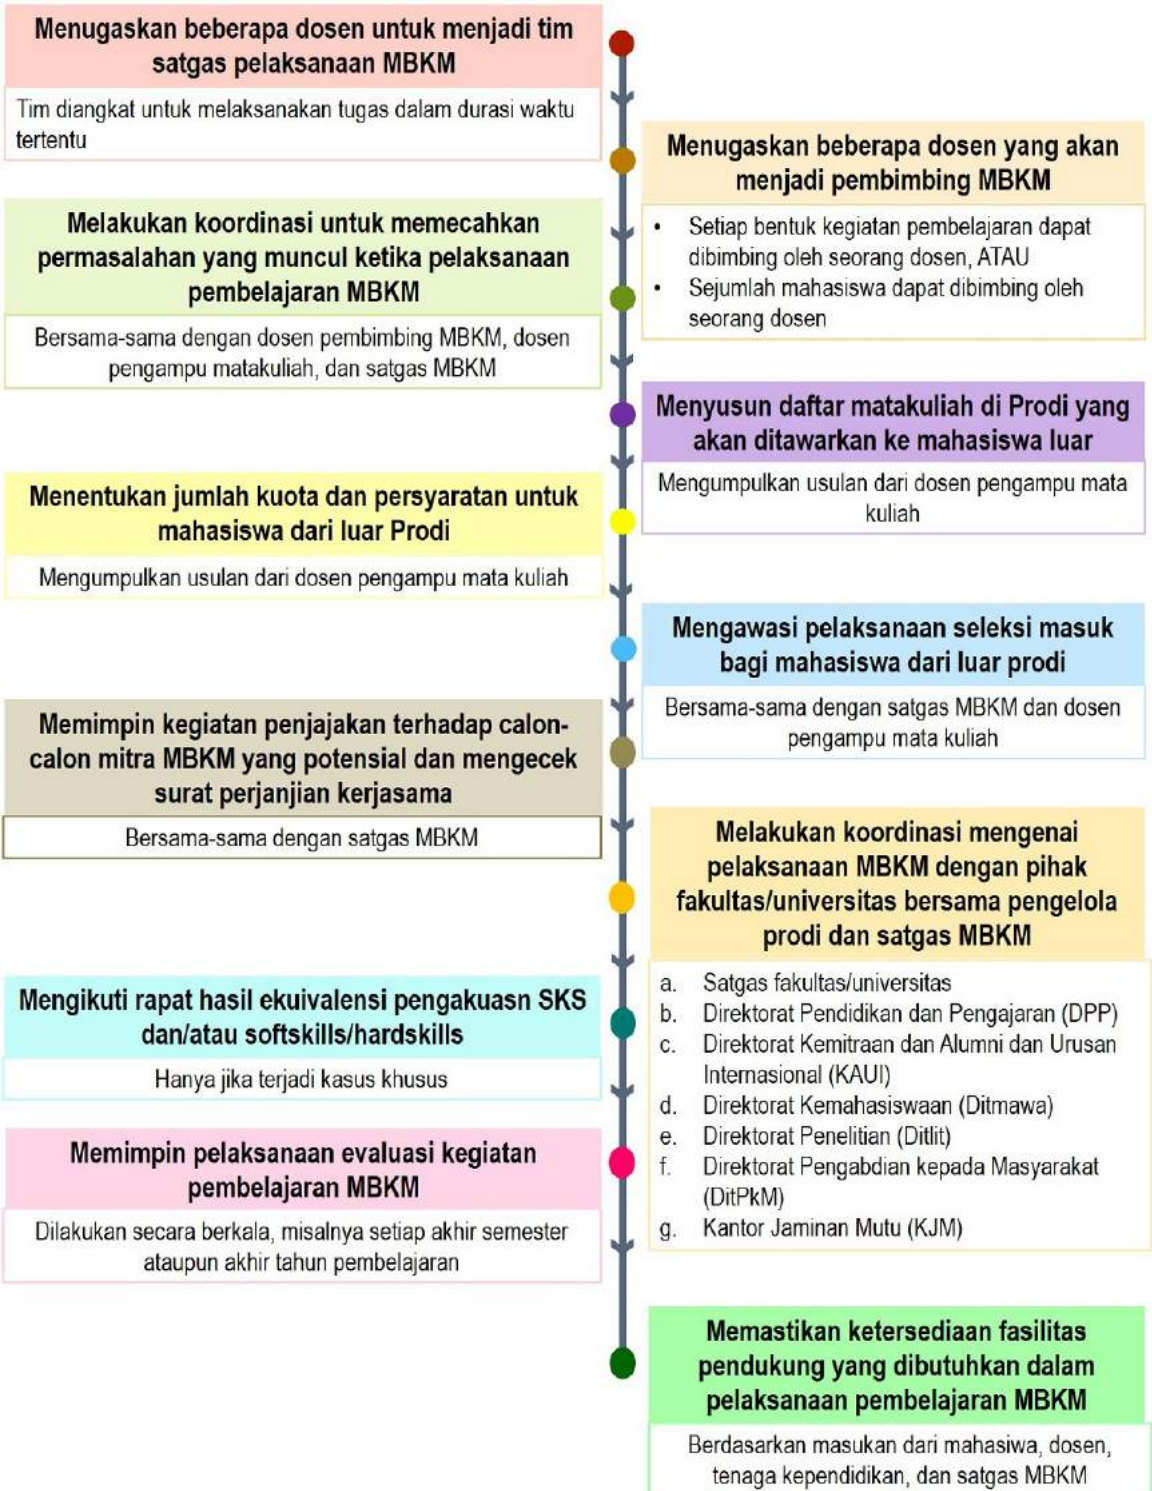 Menugaskan beberapa dosen untuk menjadi tim
satgas pelaksanaan MBKM
Tim diangkat untuk melaksanakan tugas dalam durasi waktu
tertentu
Menugaskan beberapa dosen yang akan
menjadi pembimbing MBKM
• Setiap bentuk kegiatan pembelajaran dapat
dibimbing oleh seorang dosen, ATAU
• Sejumlah mahasiswa dapat dibimbing oleh
seorang dosen
Melakukan koordinasi untuk memecahkan
permasalahan yang muncul ketika pelaksanaan
pembelajaran MBKM
Bersama-sama dengan dosen pembimbing MBKM, dosen
pengampu matakuliah, dan satgas MBKM
Menyusun daftar matakuliah di Prodi yang
akan ditawarkan ke mahasiswa luar
Mengumpulkan usulan dari dosen pengampu mata
kuliah
Menentukan jumlah kuota dan persyaratan untuk
mahasiswa dari luar Prodi
Mengumpulkan usulan dari dosen pengampu mata kuliah
Mengawasi pelaksanaan seleksi masuk
bagi mahasiswa dari luar prodi
Bersama-sama dengan satgas MBKM dan dosen
pengampu mata kuliah
Memimpin kegiatan penjajakan terhadap calon-
calon mitra MBKM yang potensial dan mengecek
surat perjanjian kerjasama
Bersama-sama dengan satgas MBKM
Melakukan koordinasi mengenai
pelaksanaan MBKM dengan pihak
fakultas/universitas bersama pengelola
prodi dan satgas MBKM
a. Satgas fakultas/universitas
b. Direktorat Pendidikan dan Pengajaran (DPP)
c. Direktorat Kemitraan dan Alumni dan Urusan
Internasional (KAUI)
d. Direktorat Kemahasiswaan (Ditmawa)
e. Direktorat Penelitian (Ditlit)
f. Direktorat Pengabdian kepada Masyarakat
(DitPkM)
g. Kantor Jaminan Mutu (KJM)
Mengikuti rapat hasil ekuivalensi pengakuasn SKS
dan/atau softskills/hardskills
Hanya jika terjadi kasus khusus
Memimpin pelaksanaan evaluasi kegiatan
pembelajaran MBKM
Dilakukan secara berkala, misalnya setiap akhir semester
ataupun akhir tahun pembelajaran
Memastikan ketersediaan fasilitas
pendukung yang dibutuhkan dalam
pelaksanaan pembelajaran MBKM
Berdasarkan masukan dari mahasiwa, dosen,
tenaga kependidikan, dan satgas MBKM